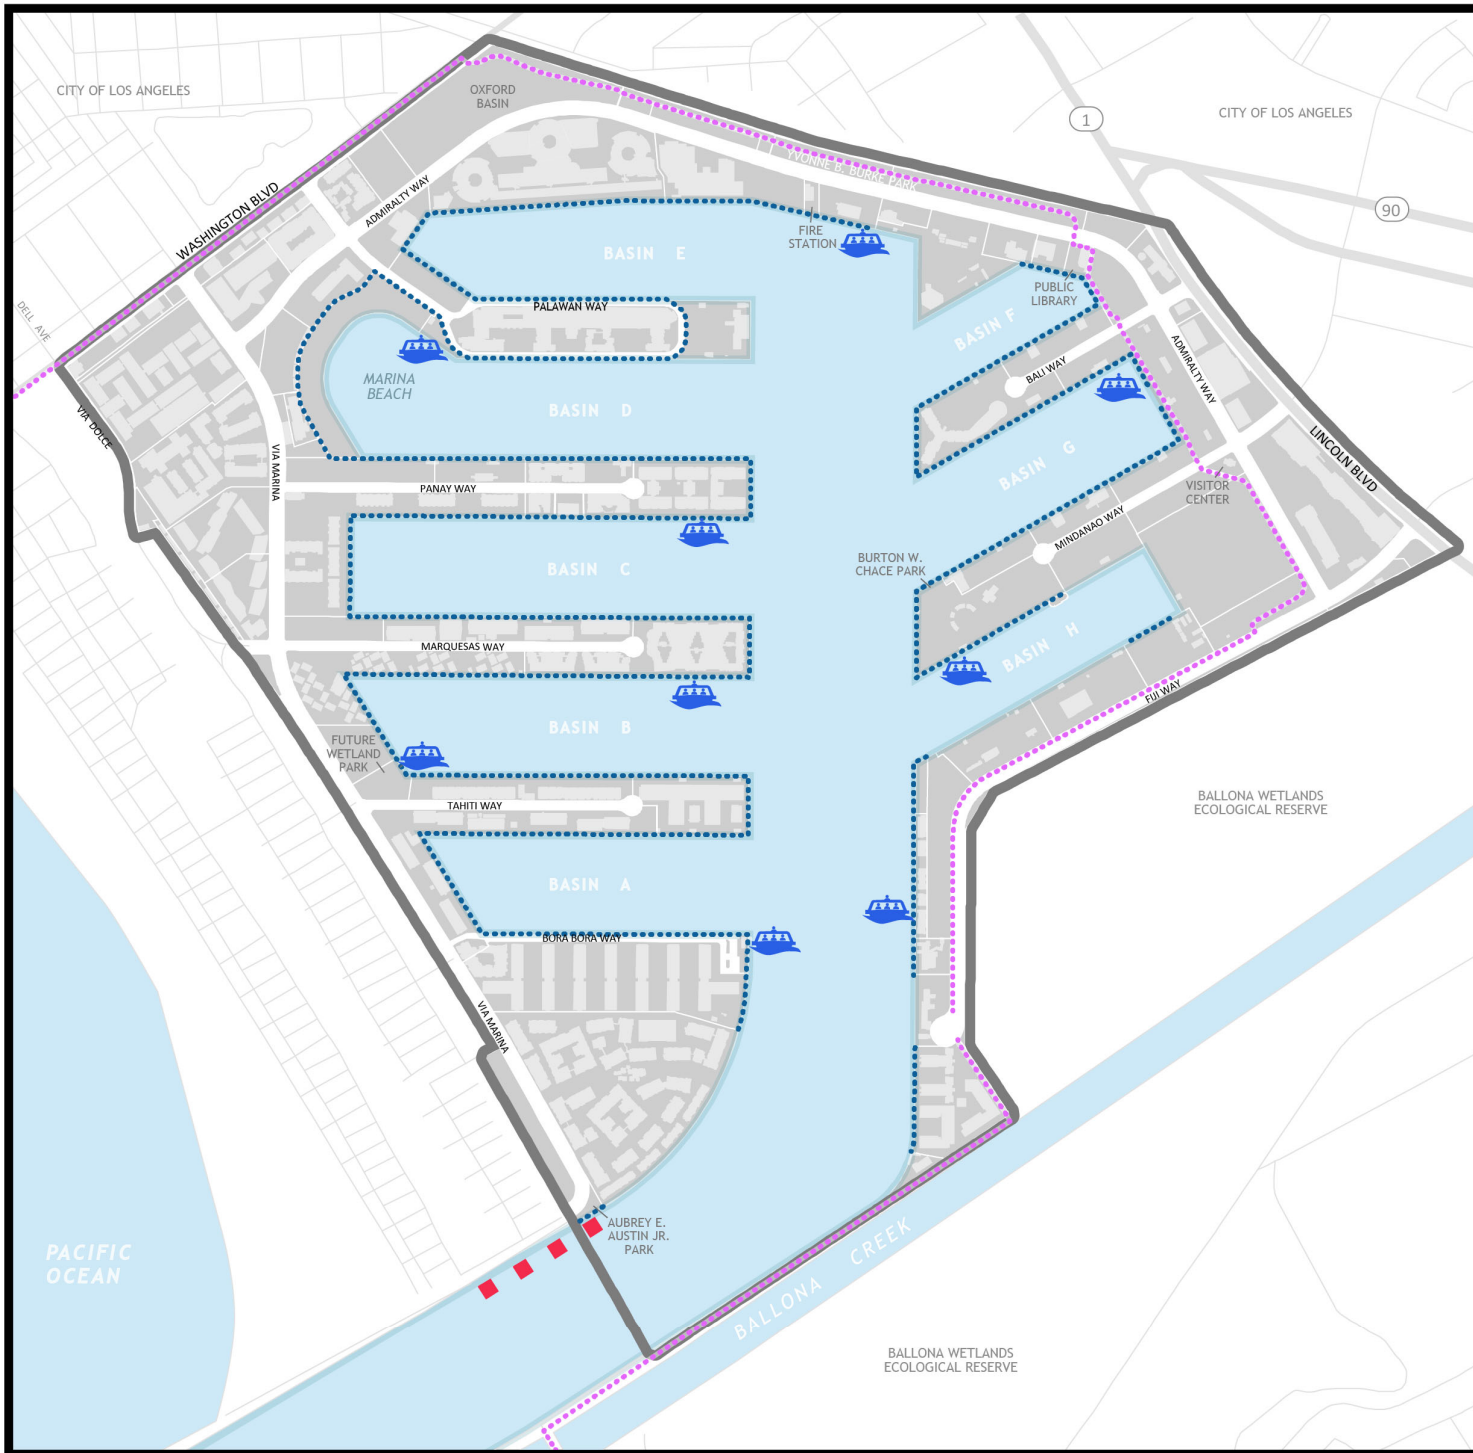 CITY OF LOS ANGELES
OXFORD
BASIN
1
CITY OF LOS ANGELES
90
YVONNE B. BURKE PARK
WASHINGTON BLVD
ADMIRALTY WAY
FIRE
STATION
BASIN E
PUBLIC
LIBRARY
DELL AVE
PALAWAN WAY
BASIN F
ADMIRALTY WAY
BALI WAY
MARINA
BEACH
BASIN D
VIA DOLCE
VIA MARINA
LINCOLN BLVD
BASIN G
PANAY WAY
VISITOR
CENTER
MINDANAO WAY
BURTON W.
CHACE PARK
BASIN C
BASIN H
MARQUESAS WAY
FIJI WAY
BASIN B
FUTURE
WETLAND
PARK
TAHITI WAY
BALLONA WETLANDS
ECOLOGICAL RESERVE
BASIN A
BORA BORA WAY
VIA MARINA
AUBREY E.
AUSTIN JR.
PARK
PACIFIC
OCEAN
BALLONA CREEK
BALLONA WETLANDS
ECOLOGICAL RESERVE